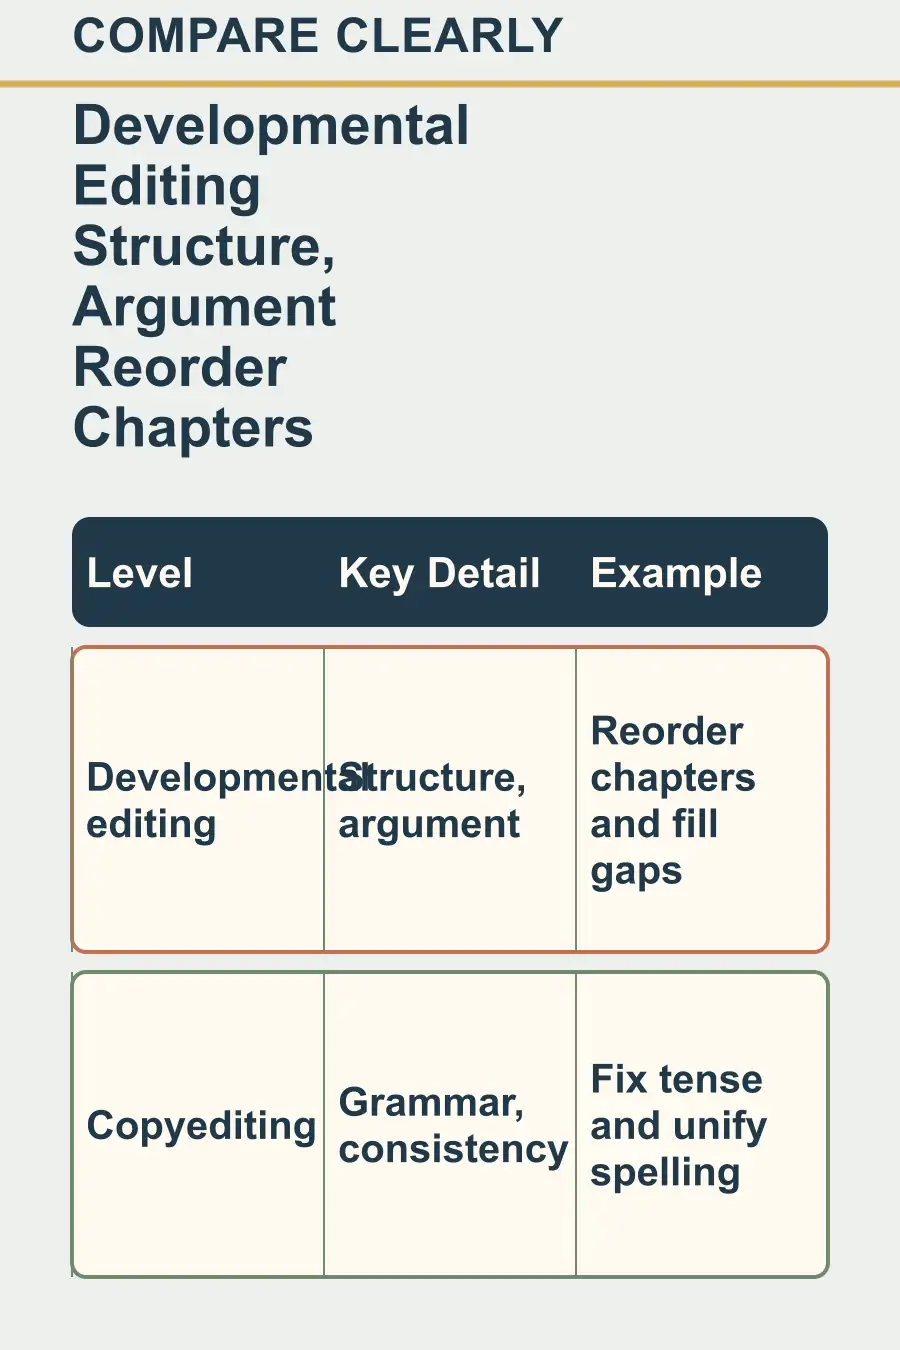 COMPARE CLEARLY
Developmental
Editing
Structure,
Argument
Reorder
Chapters
Level Key Detail Example
Developmental
editing
Structure,
argument
Reorder
chapters
and fill
gaps
Copyediting
Grammar,
consistency
Fix tense
and unify
spelling